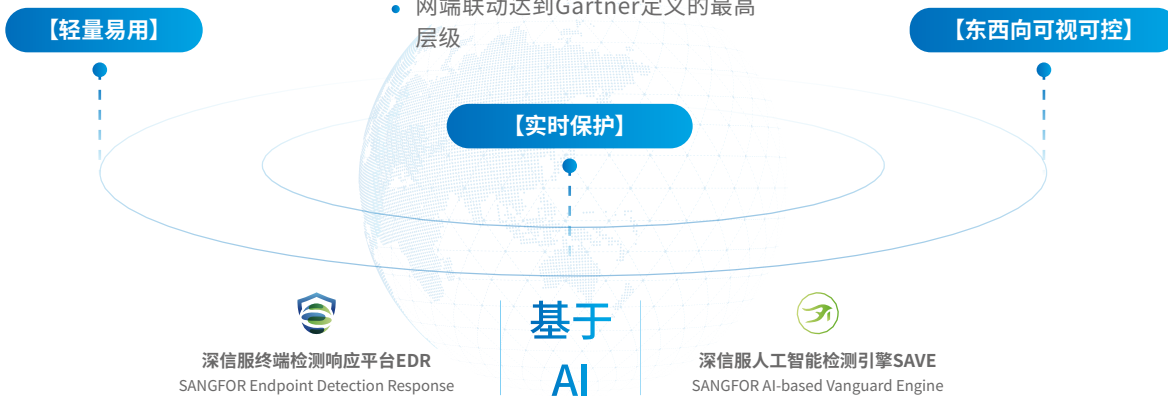 网端联动达到Gartner定义的最高
层级
【轻量易用】
【东西向可视可控】
【实时保护】
深信服终端检测响应平台EDR
SANGFOR Endpoint Detection Response
基于
AI
深信服人工智能检测引擎SAVE
SANGFOR AI-based Vanguard Engine